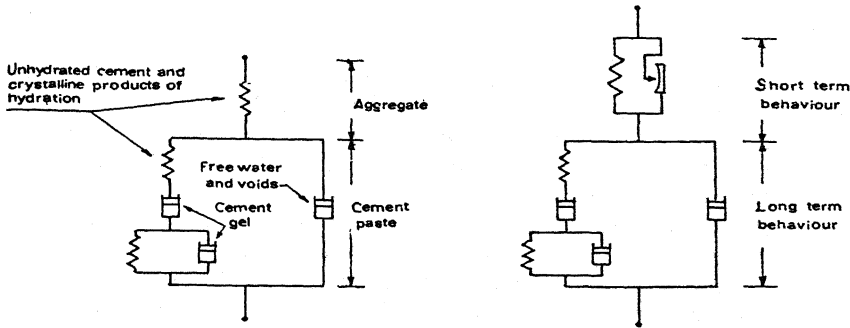 Unhydrated cement and
crystalline products of
hydration
Aggregate
Free water
and voids
Cement
gel
Cement
paste
Short term
behaviour
Long term
behaviour